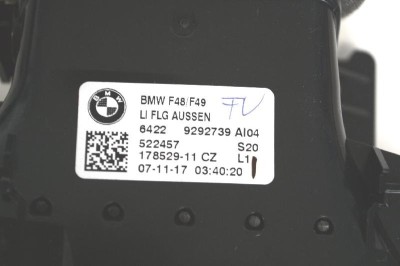 BMW
BMW F48/F49
LI FLG AUSSEN
6422 9292739 AI04
522457 S20
178529-11 CZ L1
07-11-17 03:40:20